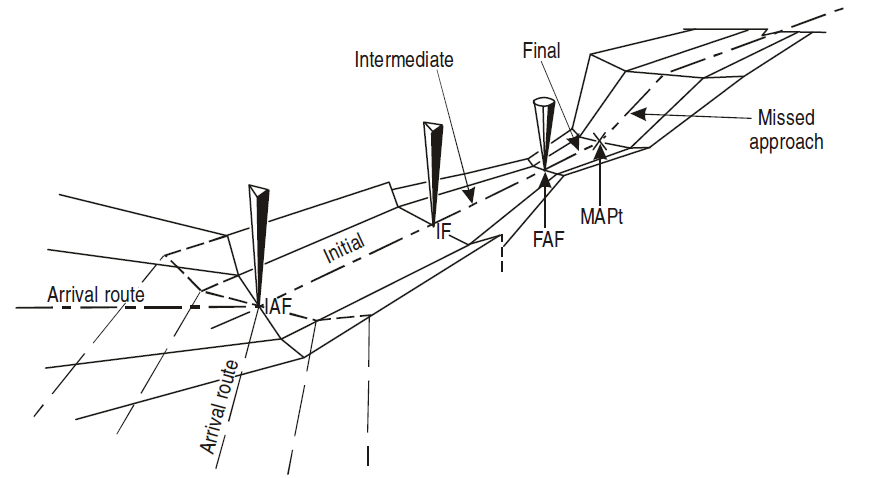 Final
Intermediate
Missed
approach
MAPt
IF
FAF
Initial
Arrival route
IAF
Arrival route